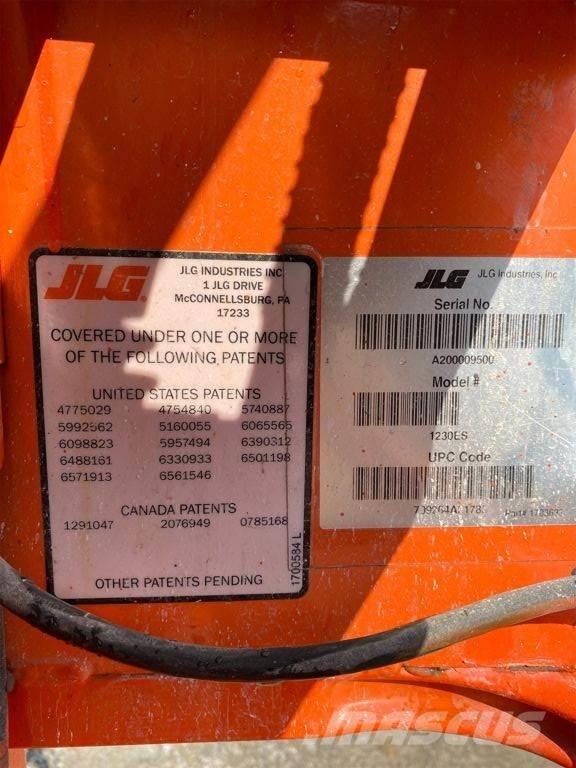 JLG
JLG INDUSTRIES INC
1 JLG DRIVE
McCONNELLSBURG, PA
17233
COVERED UNDER ONE OR MORE
OF THE FOLLOWING PATENTS
UNITED STATES PATENTS
4775029 4754840 5740887
5992562 5160055 6065565
6098823 5957494 6390312
6488161 6330933 6501198
6571913 6561546
CANADA PATENTS
1291047 2076949 0785168
OTHER PATENTS PENDING
1700584 L
JLG JLG Industries, Inc
Serial No.
A200009500
Model #
1230ES
UPC Code
Part#
MASCUS